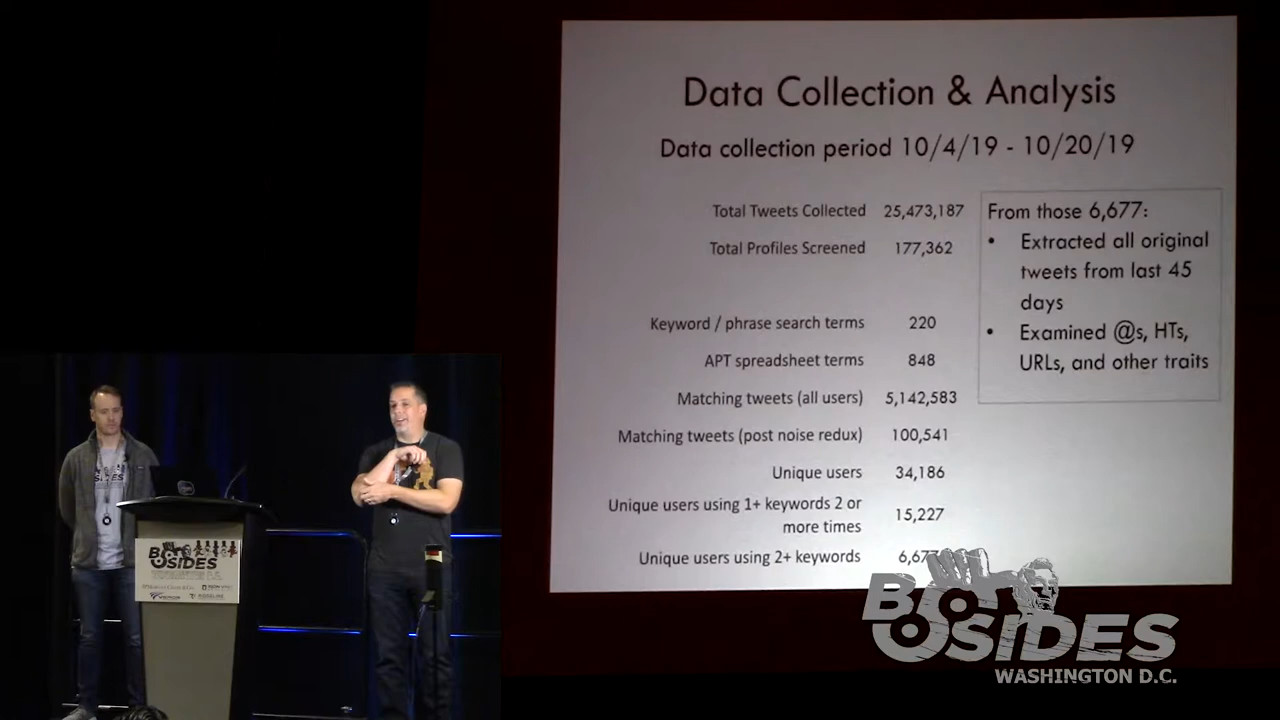 Data Collection & Analysis
Data collection period 10/4/19 - 10/20/19
Total Tweets Collected 25,473,187
Total Profiles Screened 177,362
Keyword / phrase search terms 220
APT spreadsheet terms 848
Matching tweets (all users) 5,142,583
Matching tweets (post noise redux) 100,541
Unique users 34,186
Unique users using 1+ keywords 2 or
more times 15,227
Unique users using 2+ keywords 6,677
From those 6,677:
• Extracted all original
tweets from last 45
days
• Examined @s, HTs,
URLs, and other traits
BSIDES
BSIDES
WASHINGTON D.C.